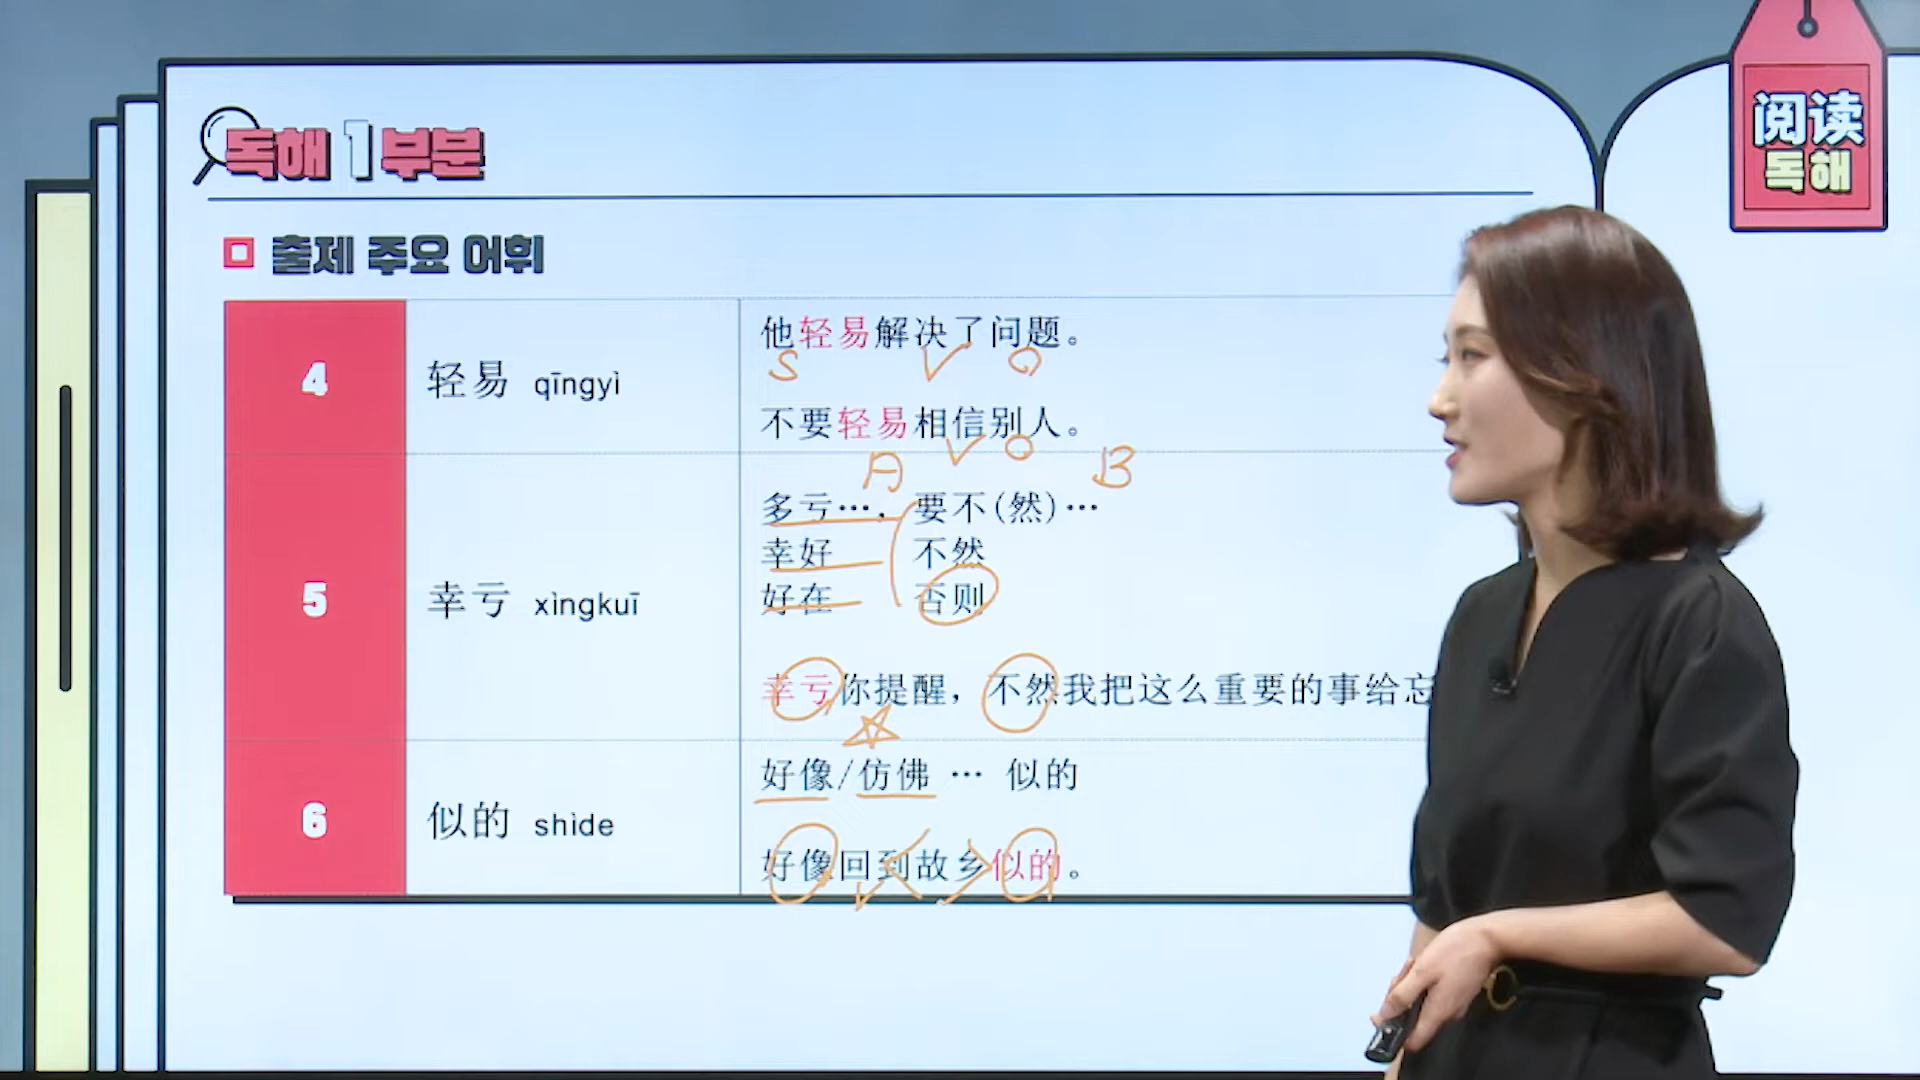 阅读
독해
독해 1 부분
출제 주요 어휘
4 轻易 qīngyì
他轻易解决了问题。
S V O
不要轻易相信别人。
V O
5 幸亏 xìngkuī
A B
多亏…，要不(然)…
幸好 不然
好在 否则
幸亏你提醒，不然我把这么重要的事给忘
6 似的 shìde
好像/仿佛 … 似的
好像回到故乡似的。